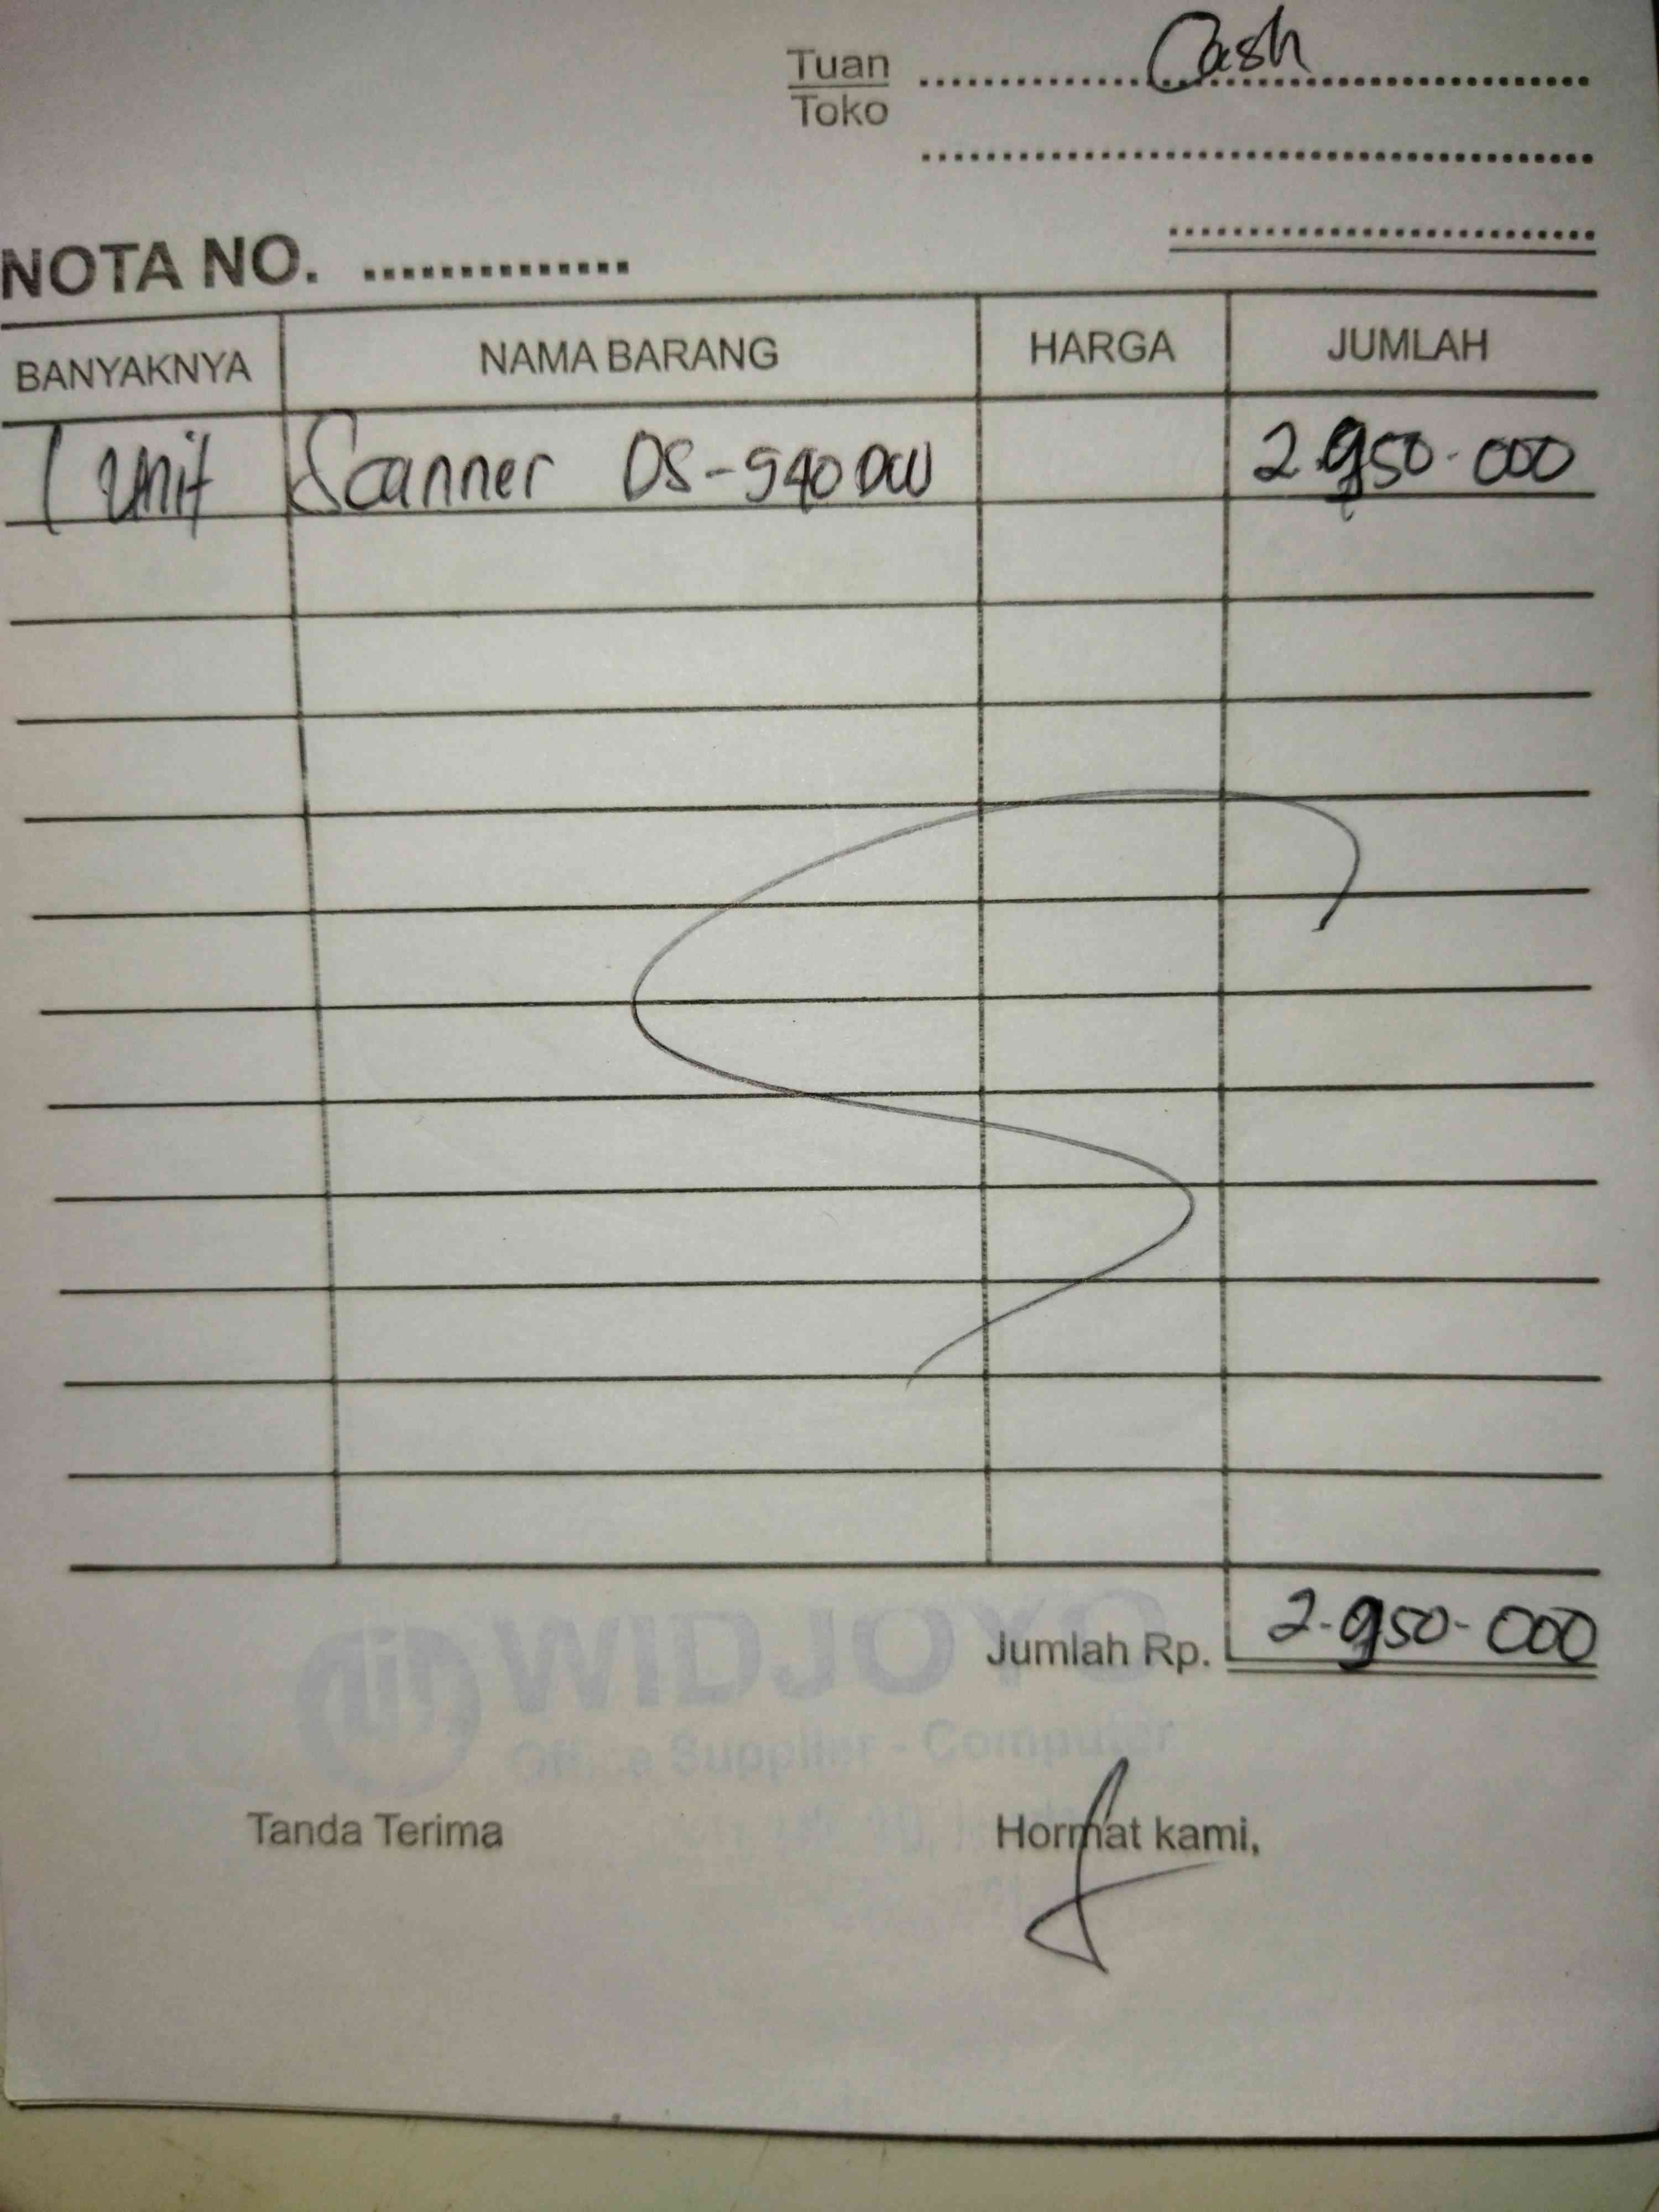 Tuan Cash
Toko
NOTA NO. ..............
BANYAKNYA NAMA BARANG HARGA JUMLAH
1 Unit Scanner DS-940DW 2.950.000
Jumlah Rp. 2.950.000
WIDJOYO
Office Supplier - Computer
Tanda Terima Hormat kami,